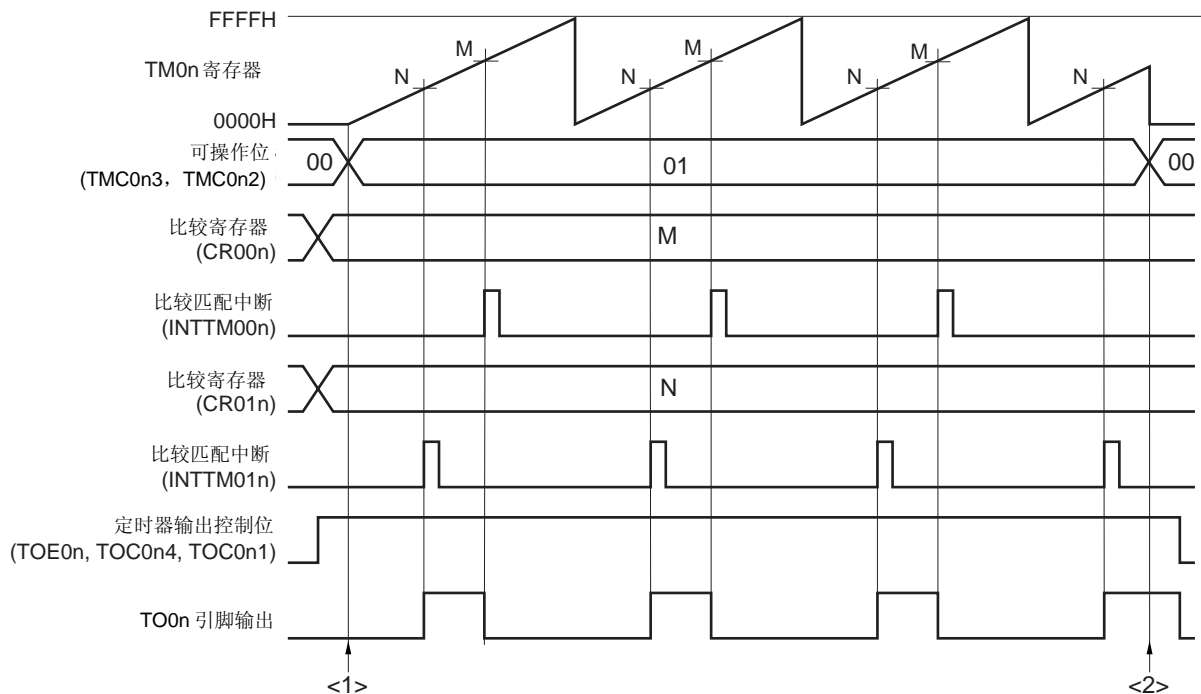 FFFFH
M
M
M
TM0n 寄存器
N
N
N
N
0000H
可操作位
(TMC0n3，TMC0n2)
00
01
00
比较寄存器
(CR00n)
M
比较匹配中断
(INTTM00n)
比较寄存器
(CR01n)
N
比较匹配中断
(INTTM01n)
定时器输出控制位
(TOE0n, TOC0n4, TOC0n1)
TO0n 引脚输出
<1>
<2>